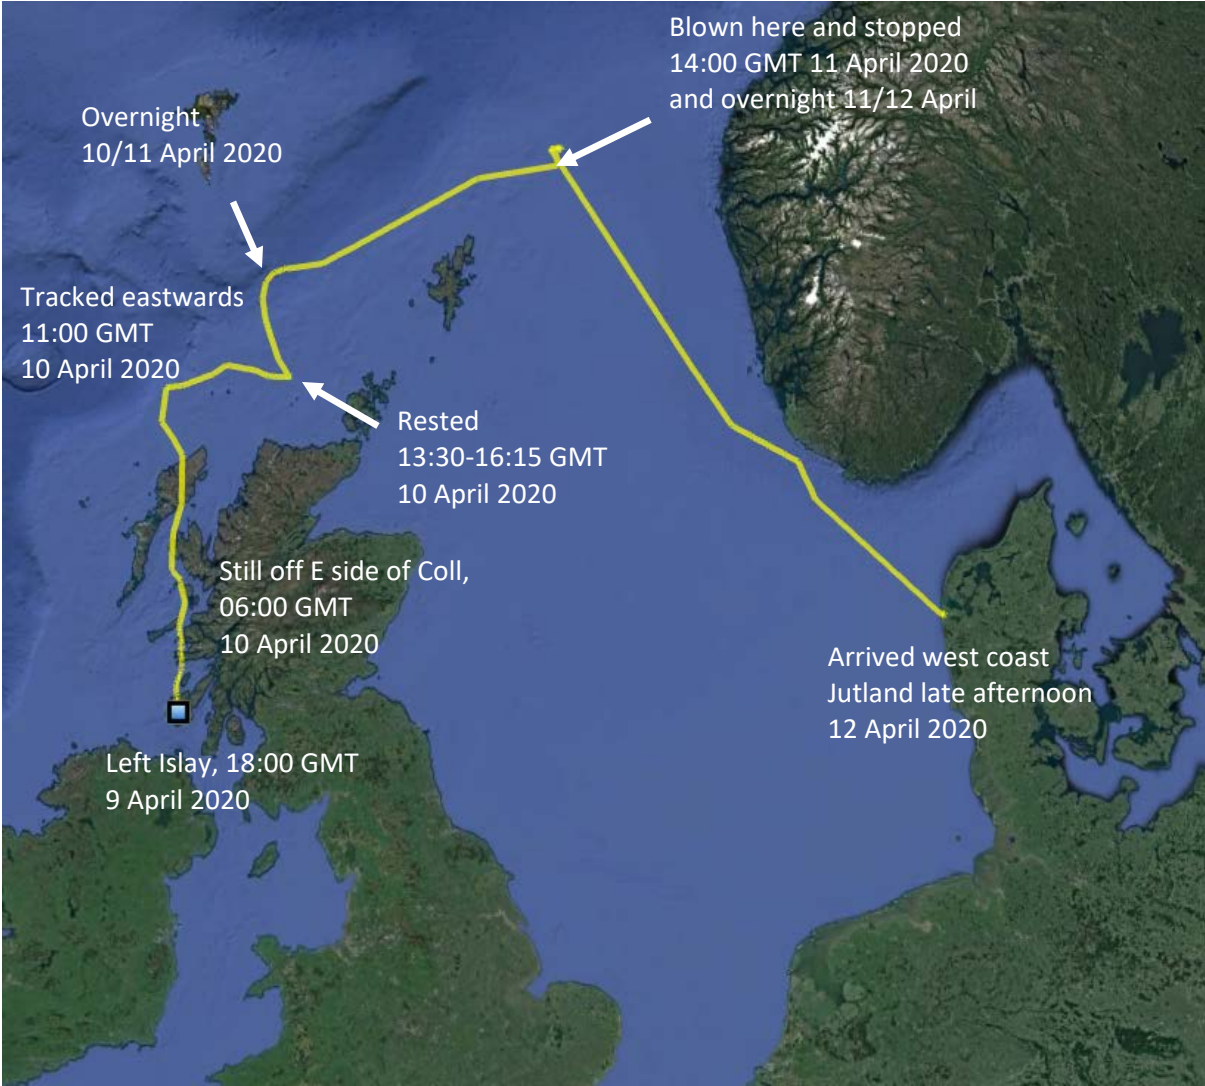 Blown here and stopped
14:00 GMT 11 April 2020
and overnight 11/12 April
Overnight
10/11 April 2020
Tracked eastwards
11:00 GMT
10 April 2020
Rested
13:30-16:15 GMT
10 April 2020
Still off E side of Coll,
06:00 GMT
10 April 2020
Arrived west coast
Jutland late afternoon
12 April 2020
Left Islay, 18:00 GMT
9 April 2020